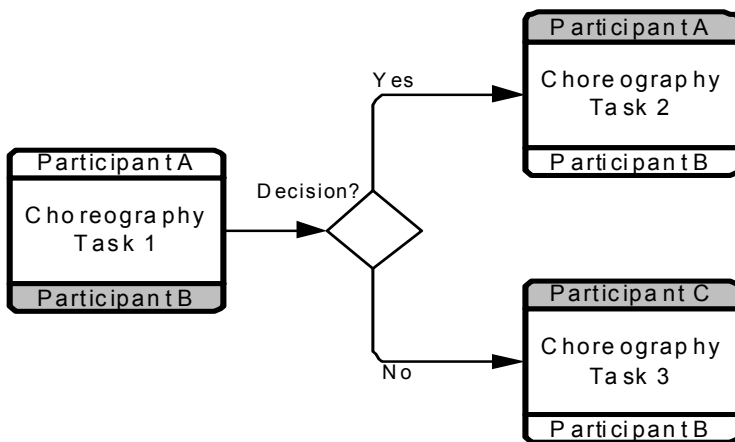 Participant A
Choreography
Task 1
Participant B
Decision?
Yes
Participant A
Choreography
Task 2
Participant B
No
Participant C
Choreography
Task 3
Participant B